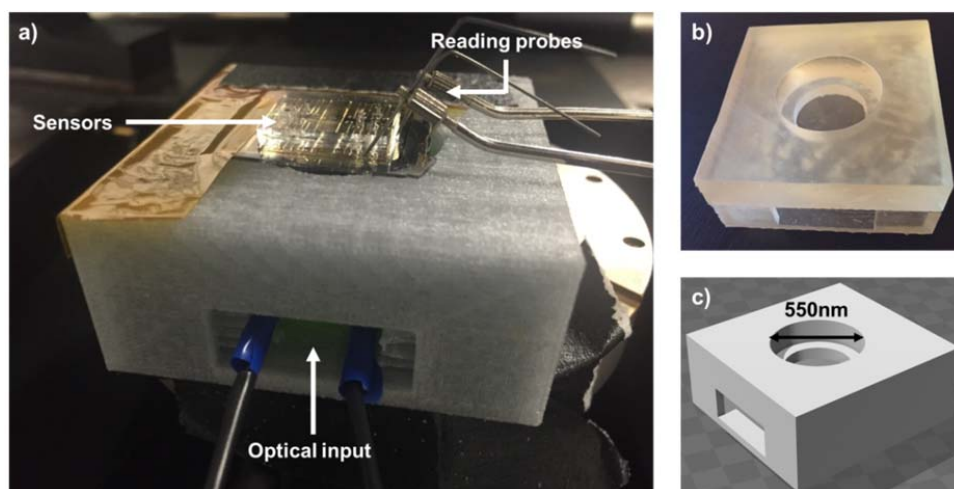 a)
Reading probes
Sensors
Optical input
b)
c)
550nm